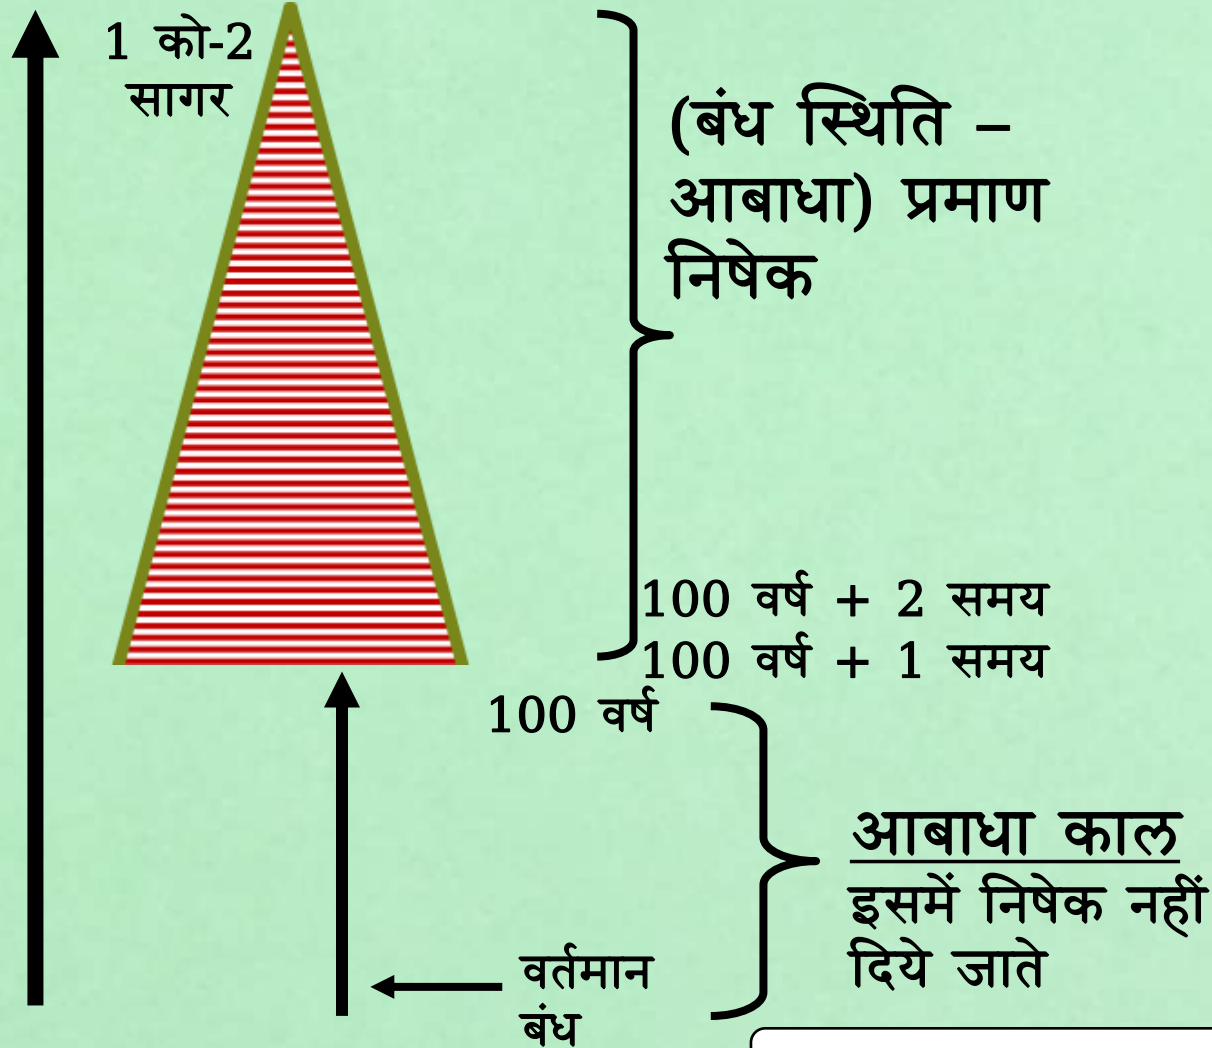 1 को-2
सागर
(बंध स्थिति –
आबाधा) प्रमाण
निषेक
100 वर्ष + 2 समय
100 वर्ष + 1 समय
100 वर्ष
आबाधा काल
इसमें निषेक नहीं
दिये जाते
वर्तमान
बंध